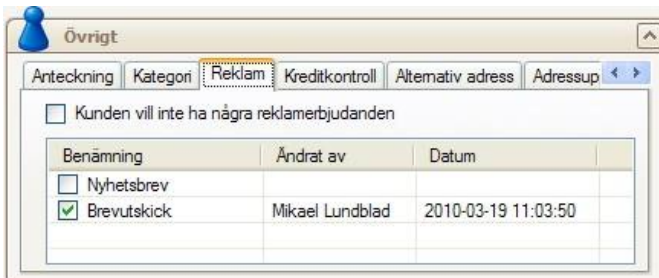 Övrigt
Anteckning Kategori Reklam Kreditkontroll Alternativ adress Adressup
Kunden vill inte ha några reklamerbjudanden
Benämning Ändrat av Datum
Nyhetsbrev
Brevutskick Mikael Lundblad 2010-03-19 11:03:50